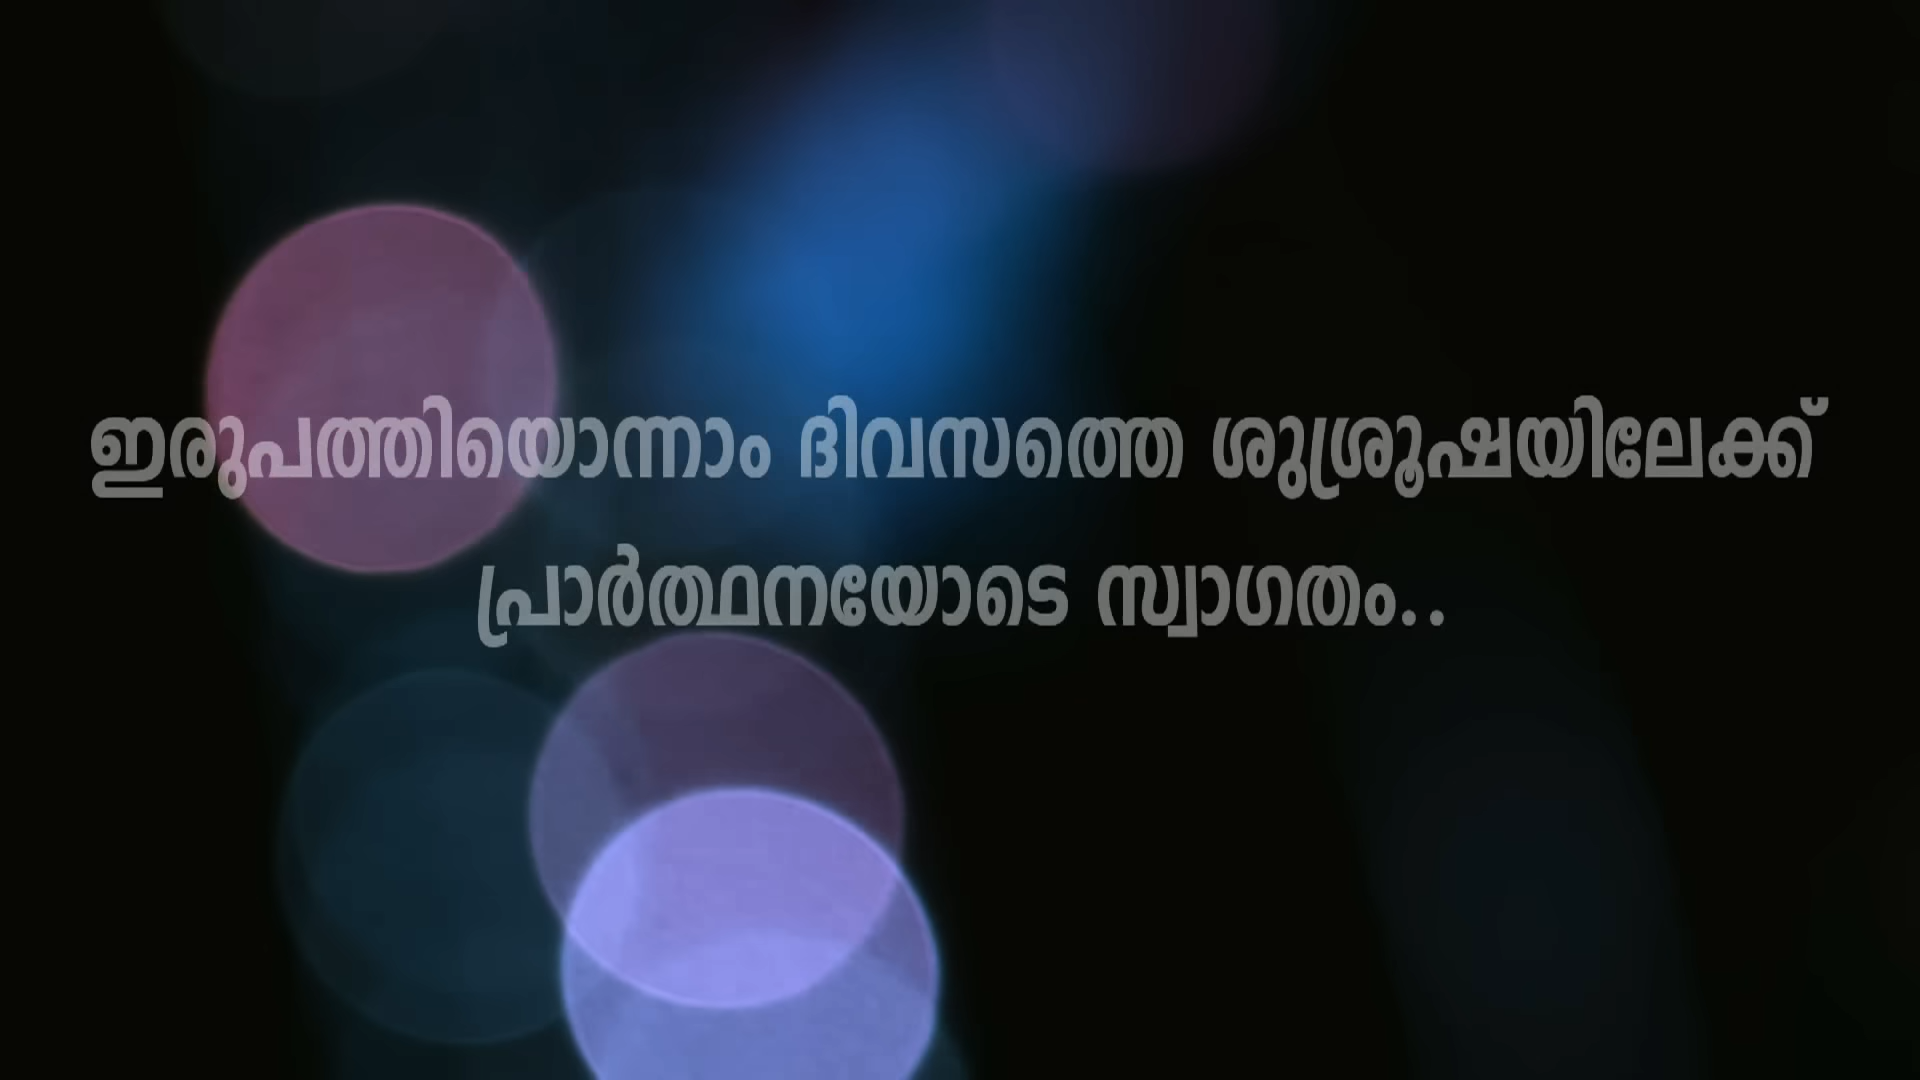 ഇരുപത്തിയൊന്നാം ദിവസത്തെ ശുശ്രൂഷയിലേക്ക്
പ്രാർത്ഥനയോടെ സ്വാഗതം..